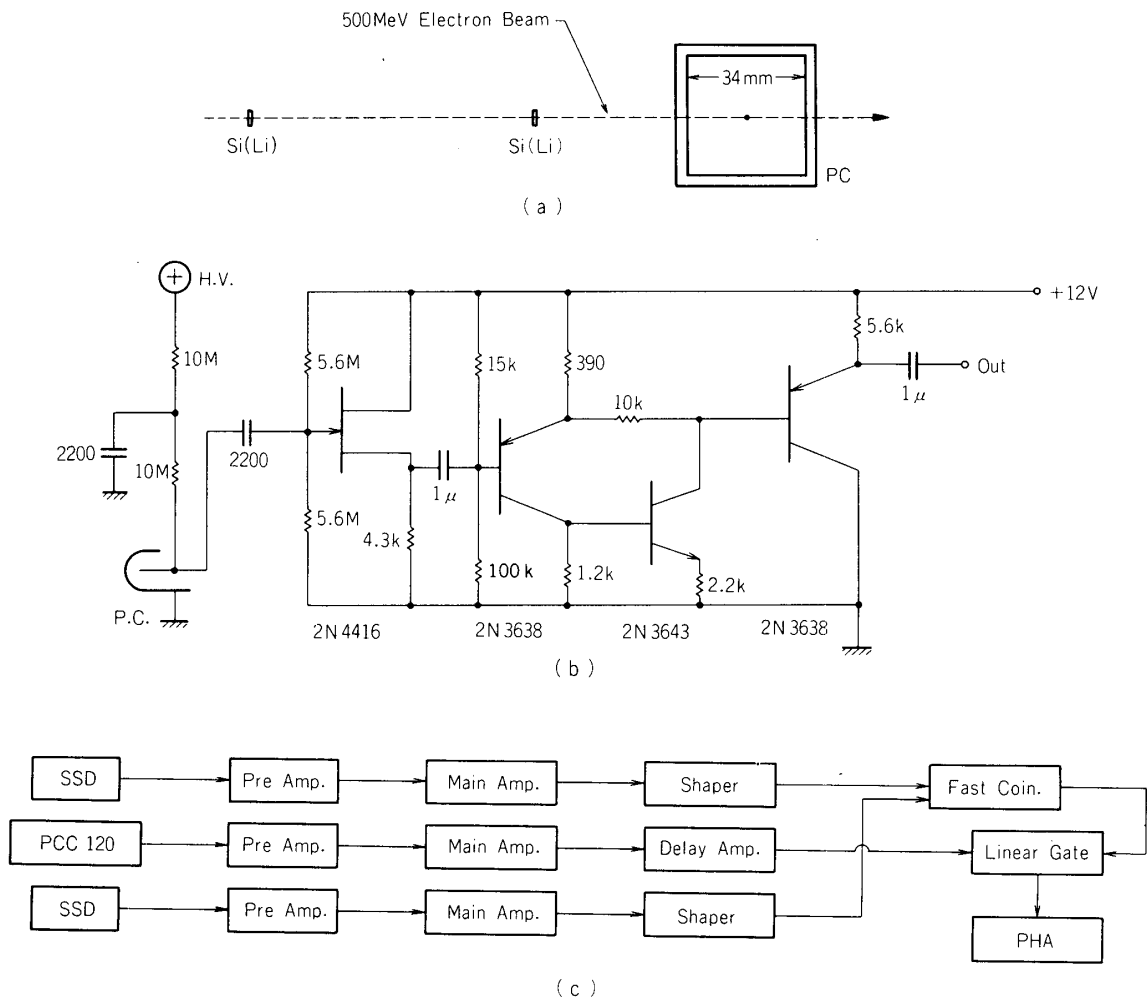 500MeV Electron Beam
34mm
Si(Li)
Si(Li)
PC
(a)
H.V.
+12V
10M
5.6M
15k
390
5.6k
Out
1μ
10k
2200
10M
2200
1μ
5.6M
4.3k
100k
1.2k
2.2k
P.C.
2N4416
2N3638
2N3643
2N3638
(b)
SSD
Pre Amp.
Main Amp.
Shaper
Fast Coin.
PCC 120
Pre Amp.
Main Amp.
Delay Amp.
Linear Gate
SSD
Pre Amp.
Main Amp.
Shaper
PHA
(c)